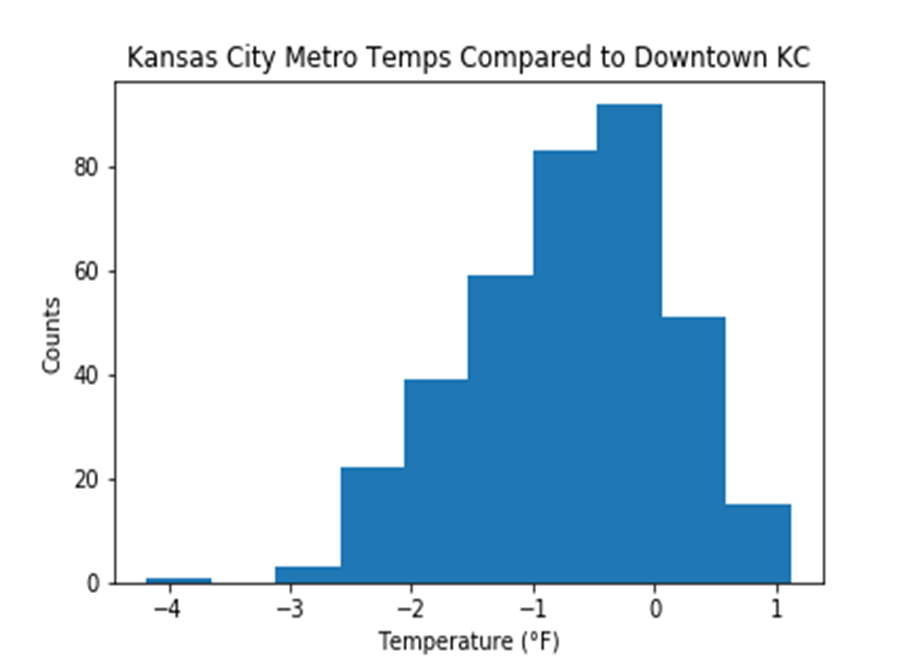 Kansas City Metro Temps Compared to Downtown KC
Counts
80
60
40
20
0
−4 −3 −2 −1 0 1
Temperature (°F)